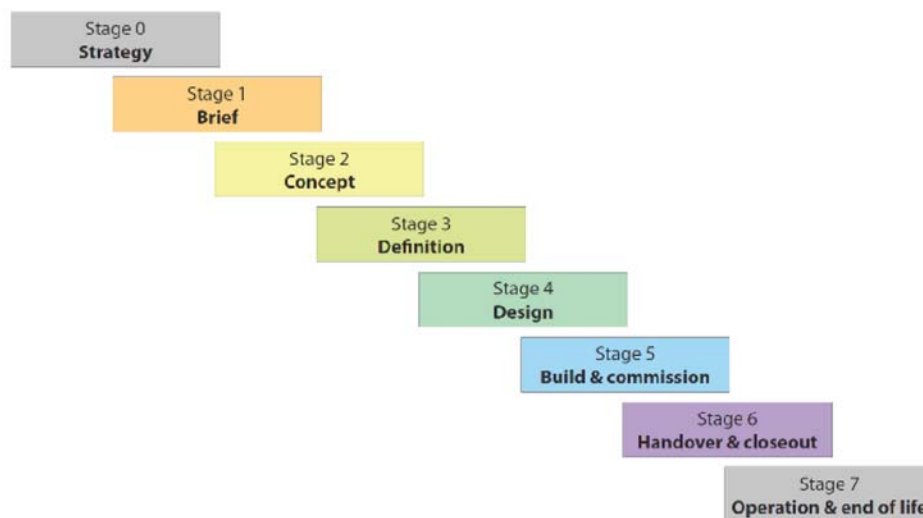 Stage 0
Strategy
Stage 1
Brief
Stage 2
Concept
Stage 3
Definition
Stage 4
Design
Stage 5
Build & commission
Stage 6
Handover & closeout
Stage 7
Operation & end of life